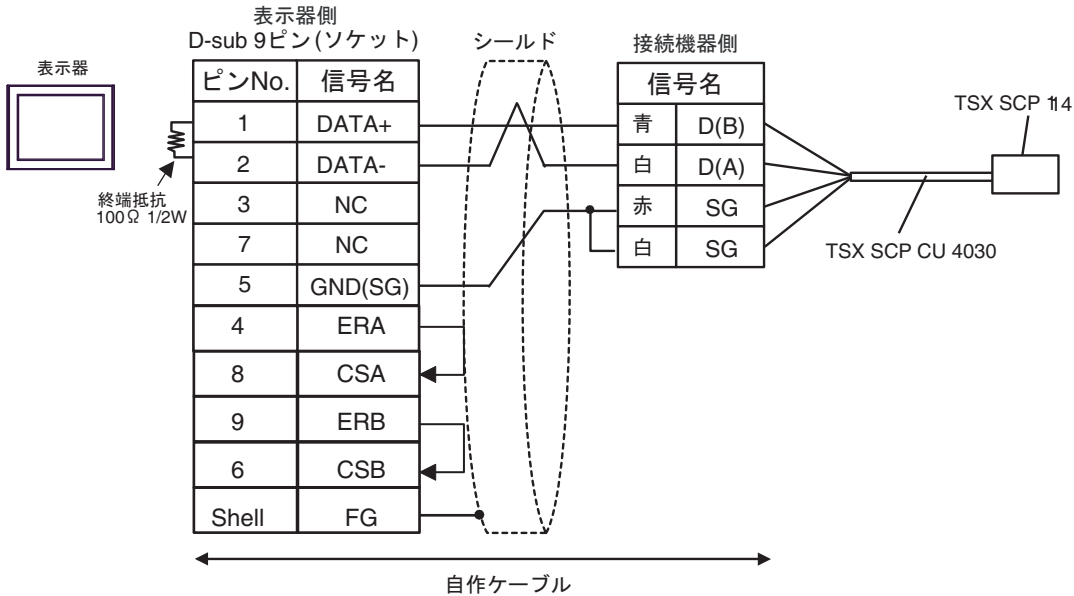 表示器側
D-sub 9ピン(ソケット)
シールド
接続機器側
表示器
ピンNo. 信号名
1 DATA+
2 DATA-
3 NC
7 NC
5 GND(SG)
4 ERA
8 CSA
9 ERB
6 CSB
Shell FG
終端抵抗
100Ω 1/2W
信号名
青 D(B)
白 D(A)
赤 SG
白 SG
TSX SCP 114
TSX SCP CU 4030
自作ケーブル